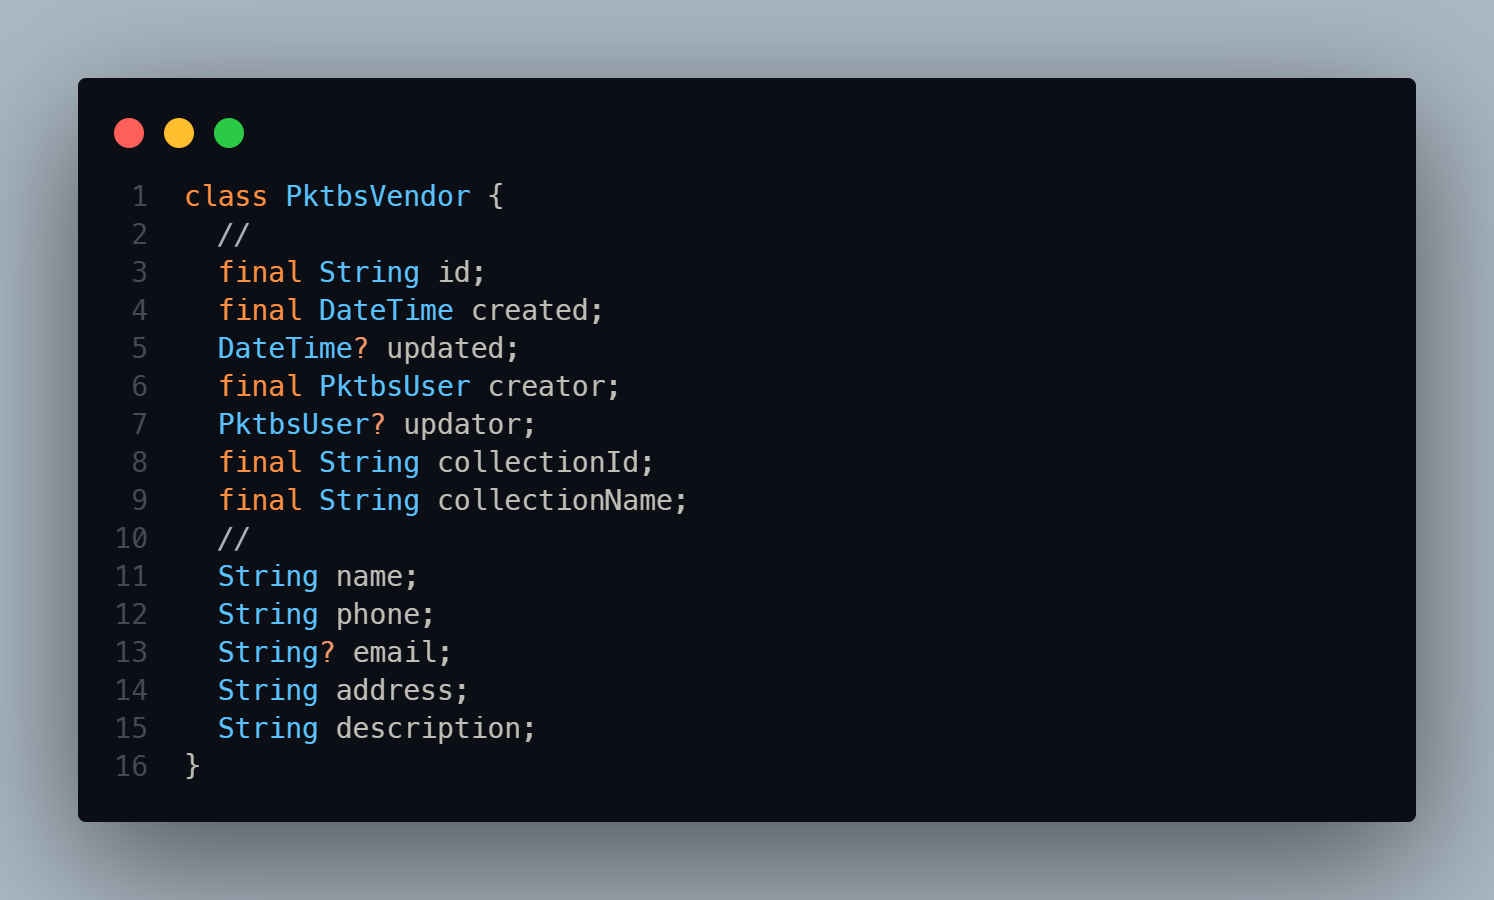 1 class PktbsVendor {
2   //
3   final String id;
4   final DateTime created;
5   DateTime? updated;
6   final PktbsUser creator;
7   PktbsUser? updator;
8   final String collectionId;
9   final String collectionName;
10   //
11   String name;
12   String phone;
13   String? email;
14   String address;
15   String description;
16 }